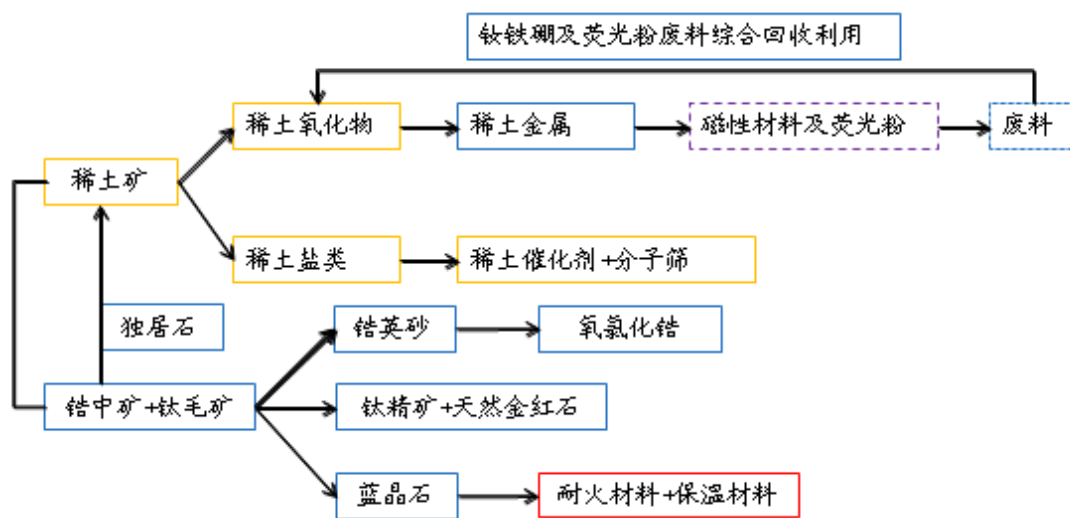 钕铁硼及荧光粉废料综合回收利用
稀土氧化物
稀土金属
磁性材料及荧光粉
废料
稀土矿
稀土盐类
稀土催化剂+分子筛
独居石
锆英砂
氧氯化锆
锆中矿+钛毛矿
钛精矿+天然金红石
蓝晶石
耐火材料+保温材料